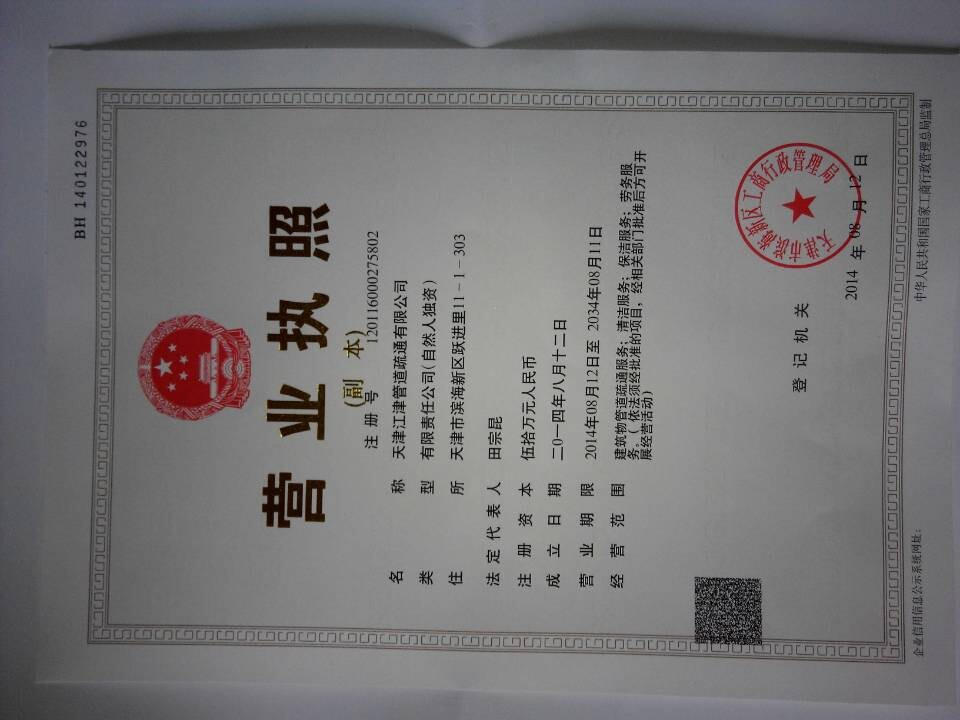 BH 140122976
营业执照
(副 本)
注册号 120116000275802
名称 天津江津管道疏通有限公司
类型 有限责任公司(自然人独资)
住所 天津市滨海新区跃进里11-1-303
法定代表人 田宗昆
注册资本 伍拾万元人民币
成立日期 二0一四年八月十二日
营业期限 2014年08月12日至 2034年08月11日
经营范围 建筑物管道疏通服务；清洁服务；保洁服务；劳务服
务。（依法须经批准的项目，经相关部门批准后方可开
展经营活动）
天津市滨海新区工商行政管理局
登记机关
2014 年 08 月 12 日
企业信用信息公示系统网址：
中华人民共和国国家工商行政管理总局监制